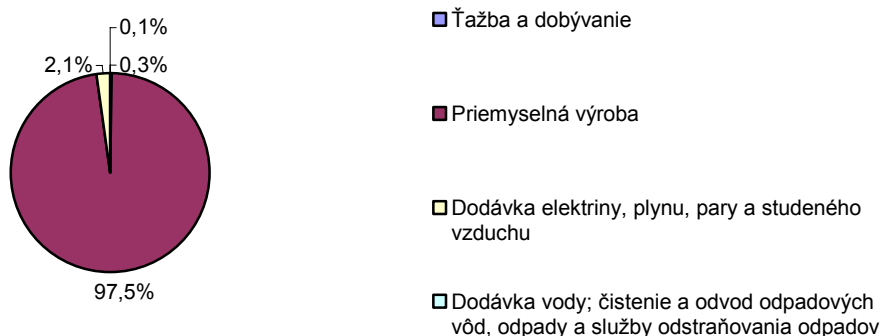 0,1%
2,1%
0,3%
97,5%
Ťažba a dobývanie
Priemyselná výroba
Dodávka elektriny, plynu, pary a studeného
vzduchu
Dodávka vody; čistenie a odvod odpadových
vôd, odpady a služby odstraňovania odpadov